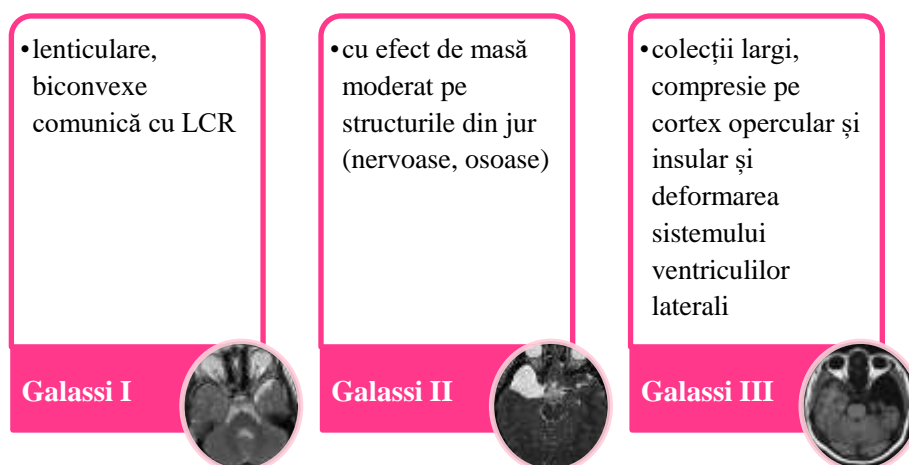 •lenticulare,
biconvexe
comunică cu LCR
Galassi I
•cu efect de masă
moderat pe
structurile din jur
(nervoase, osoase)
Galassi II
•colecții largi,
compresie pe
cortex opercular și
insular și
deformarea
sistemului
ventriculilor
laterali
Galassi III